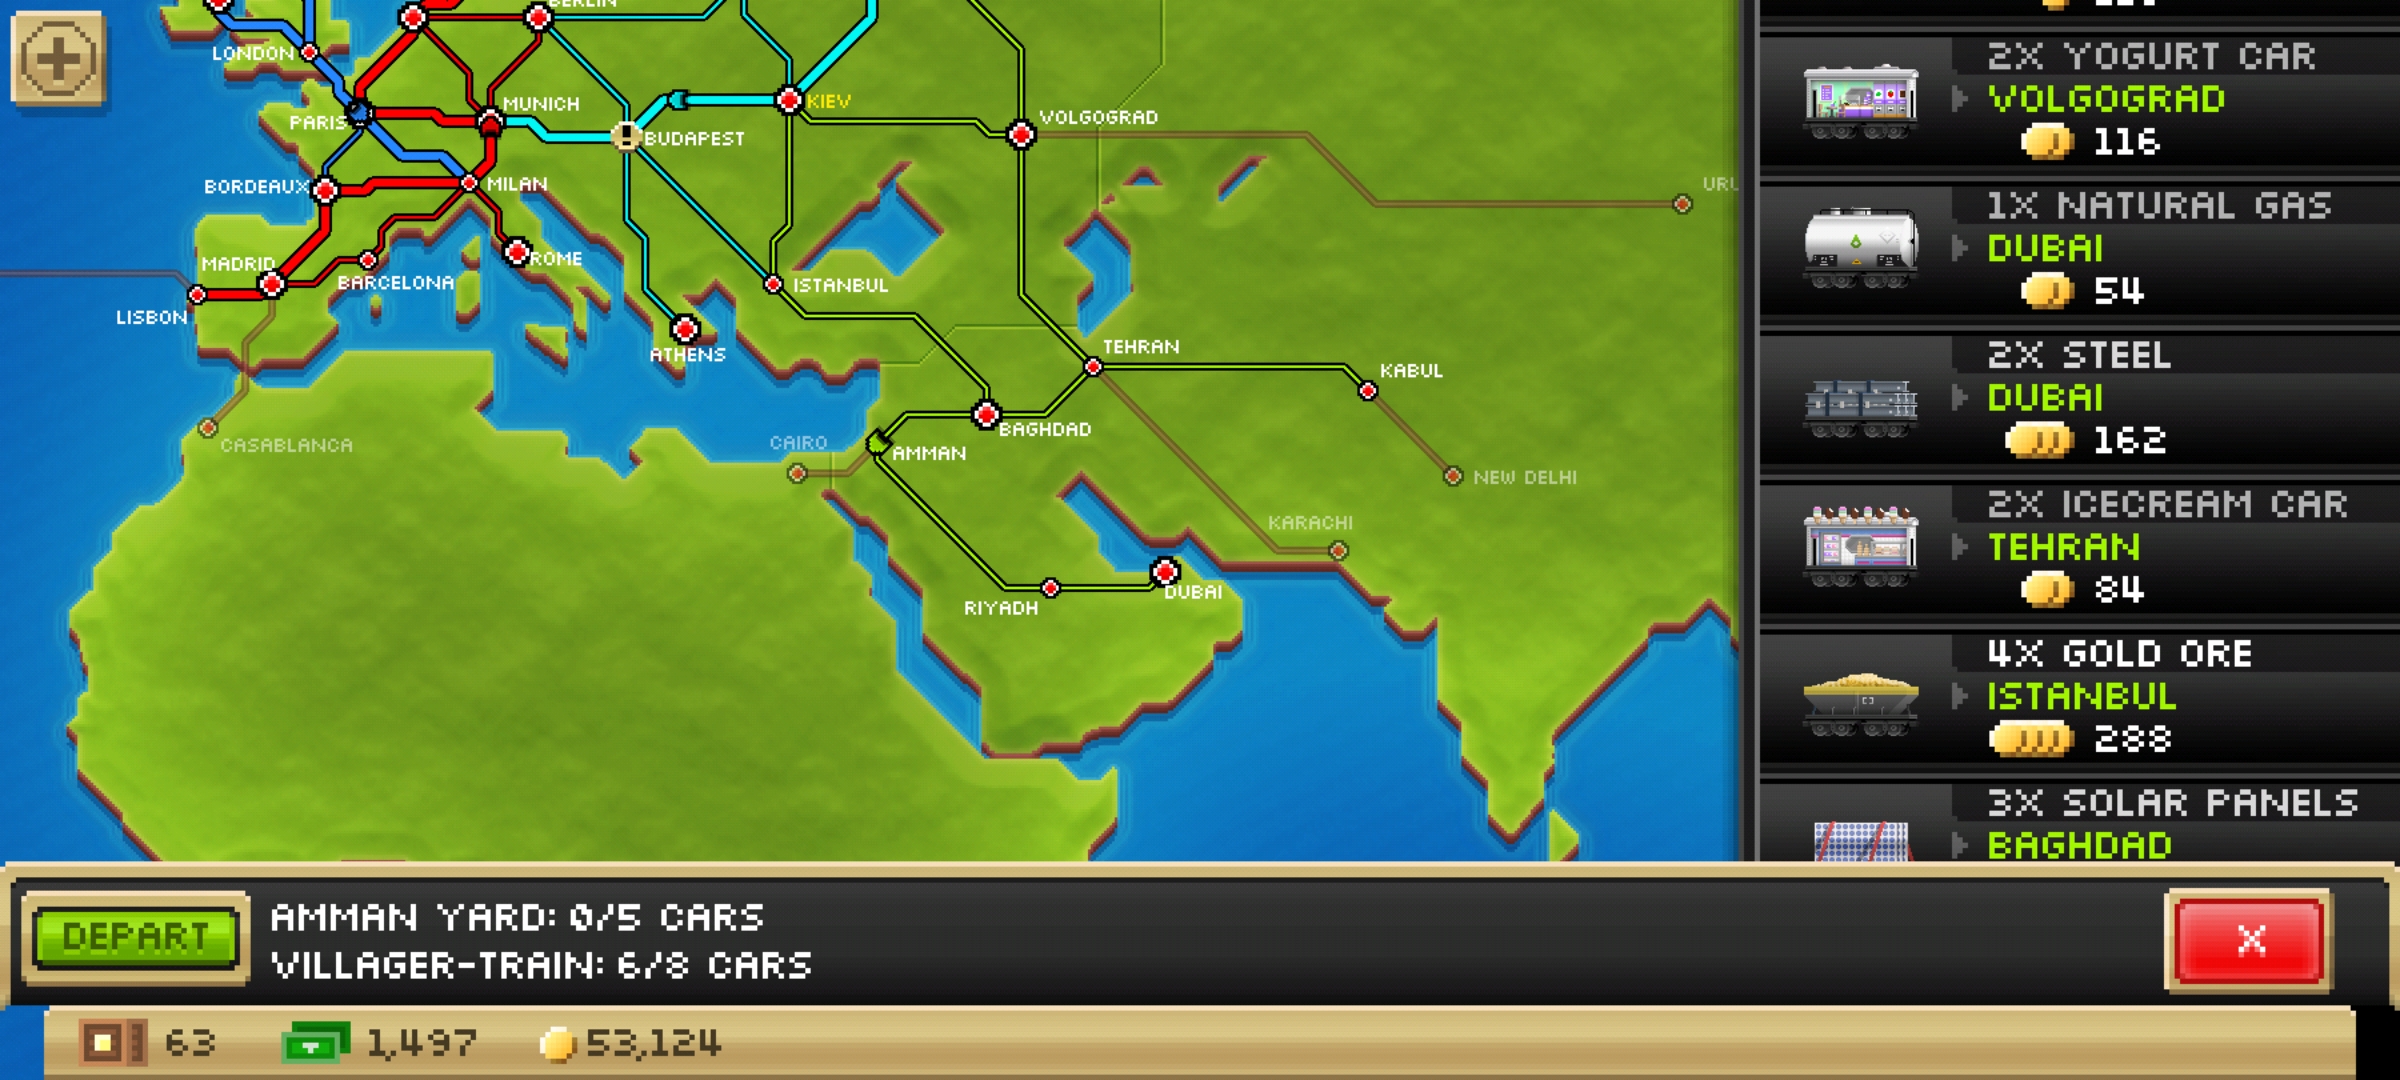 BERLIN
LONDON
MUNICH
KIEV
PARIS
BUDAPEST
VOLGOGRAD
BORDEAUX
MILAN
MADRID
ROME
BARCELONA
ISTANBUL
LISBON
ATHENS
TEHRAN
KABUL
BAGHDAD
CASABLANCA
CAIRO
AMMAN
NEW DELHI
KARACHI
RIYADH
DUBAI
2X YOGURT CAR
VOLGOGRAD
116
1X NATURAL GAS
DUBAI
54
2X STEEL
DUBAI
162
2X ICECREAM CAR
TEHRAN
84
4X GOLD ORE
ISTANBUL
288
3X SOLAR PANELS
BAGHDAD
DEPART
AMMAN YARD: 0/5 CARS
VILLAGER-TRAIN: 6/8 CARS
X
63
1,497
53,124